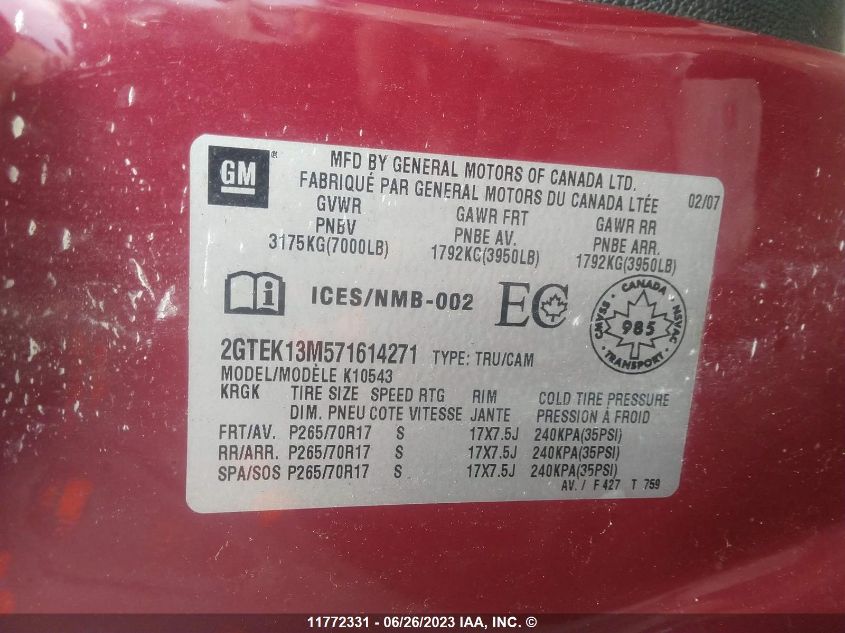 GM ®
MFD BY GENERAL MOTORS OF CANADA LTD.
FABRIQUÉ PAR GENERAL MOTORS DU CANADA LTÉE 02/07
GVWR GAWR FRT GAWR RR
PNBV PNBE AV. PNBE ARR.
3175KG(7000LB) 1792KG(3950LB) 1792KG(3950LB)
i ICES/NMB-002 EC
CANADA
CMVSS 985 NSVAC
TRANSPORT
2GTEK13M571614271 TYPE: TRU/CAM
MODEL/MODÈLE K10543
KRGK TIRE SIZE SPEED RTG RIM COLD TIRE PRESSURE
DIM. PNEU COTE VITESSE JANTE PRESSION À FROID
FRT/AV. P265/70R17 S 17X7.5J 240KPA(35PSI)
RR/ARR. P265/70R17 S 17X7.5J 240KPA(35PSI)
SPA/SOS P265/70R17 S 17X7.5J 240KPA(35PSI)
AV. / F 427 T 759
11772331 - 06/26/2023 IAA, INC. ©